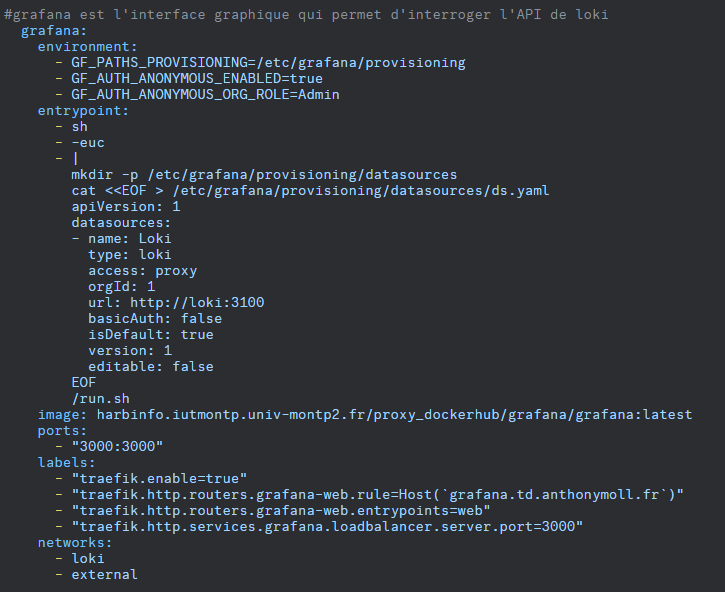 #grafana est l'interface graphique qui permet d'interroger l'API de loki
  grafana:
    environment:
      - GF_PATHS_PROVISIONING=/etc/grafana/provisioning
      - GF_AUTH_ANONYMOUS_ENABLED=true
      - GF_AUTH_ANONYMOUS_ORG_ROLE=Admin
    entrypoint:
      - sh
      - -euc
      - |
        mkdir -p /etc/grafana/provisioning/datasources
        cat <<EOF > /etc/grafana/provisioning/datasources/ds.yaml
        apiVersion: 1
        datasources:
        - name: Loki
          type: loki
          access: proxy
          orgId: 1
          url: http://loki:3100
          basicAuth: false
          isDefault: true
          version: 1
          editable: false
        EOF
        /run.sh
    image: harbinfo.iutmontp.univ-montp2.fr/proxy_dockerhub/grafana/grafana:latest
    ports:
      - "3000:3000"
    labels:
      - "traefik.enable=true"
      - "traefik.http.routers.grafana-web.rule=Host(`grafana.td.anthonymoll.fr`)"
      - "traefik.http.routers.grafana-web.entrypoints=web"
      - "traefik.http.services.grafana.loadbalancer.server.port=3000"
    networks:
      - loki
      - external